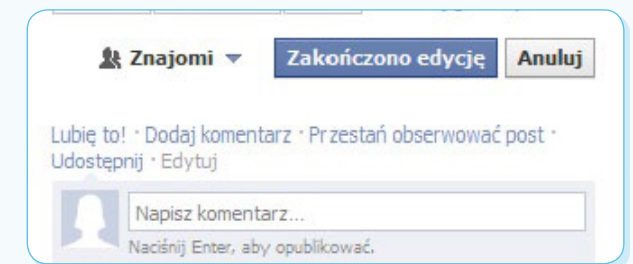 Znajomi Zakończono edycję Anuluj
Lubię to! · Dodaj komentarz · Przestań obserwować post ·
Udostępnij · Edytuj
Napisz komentarz...
Naciśnij Enter, aby opublikować.